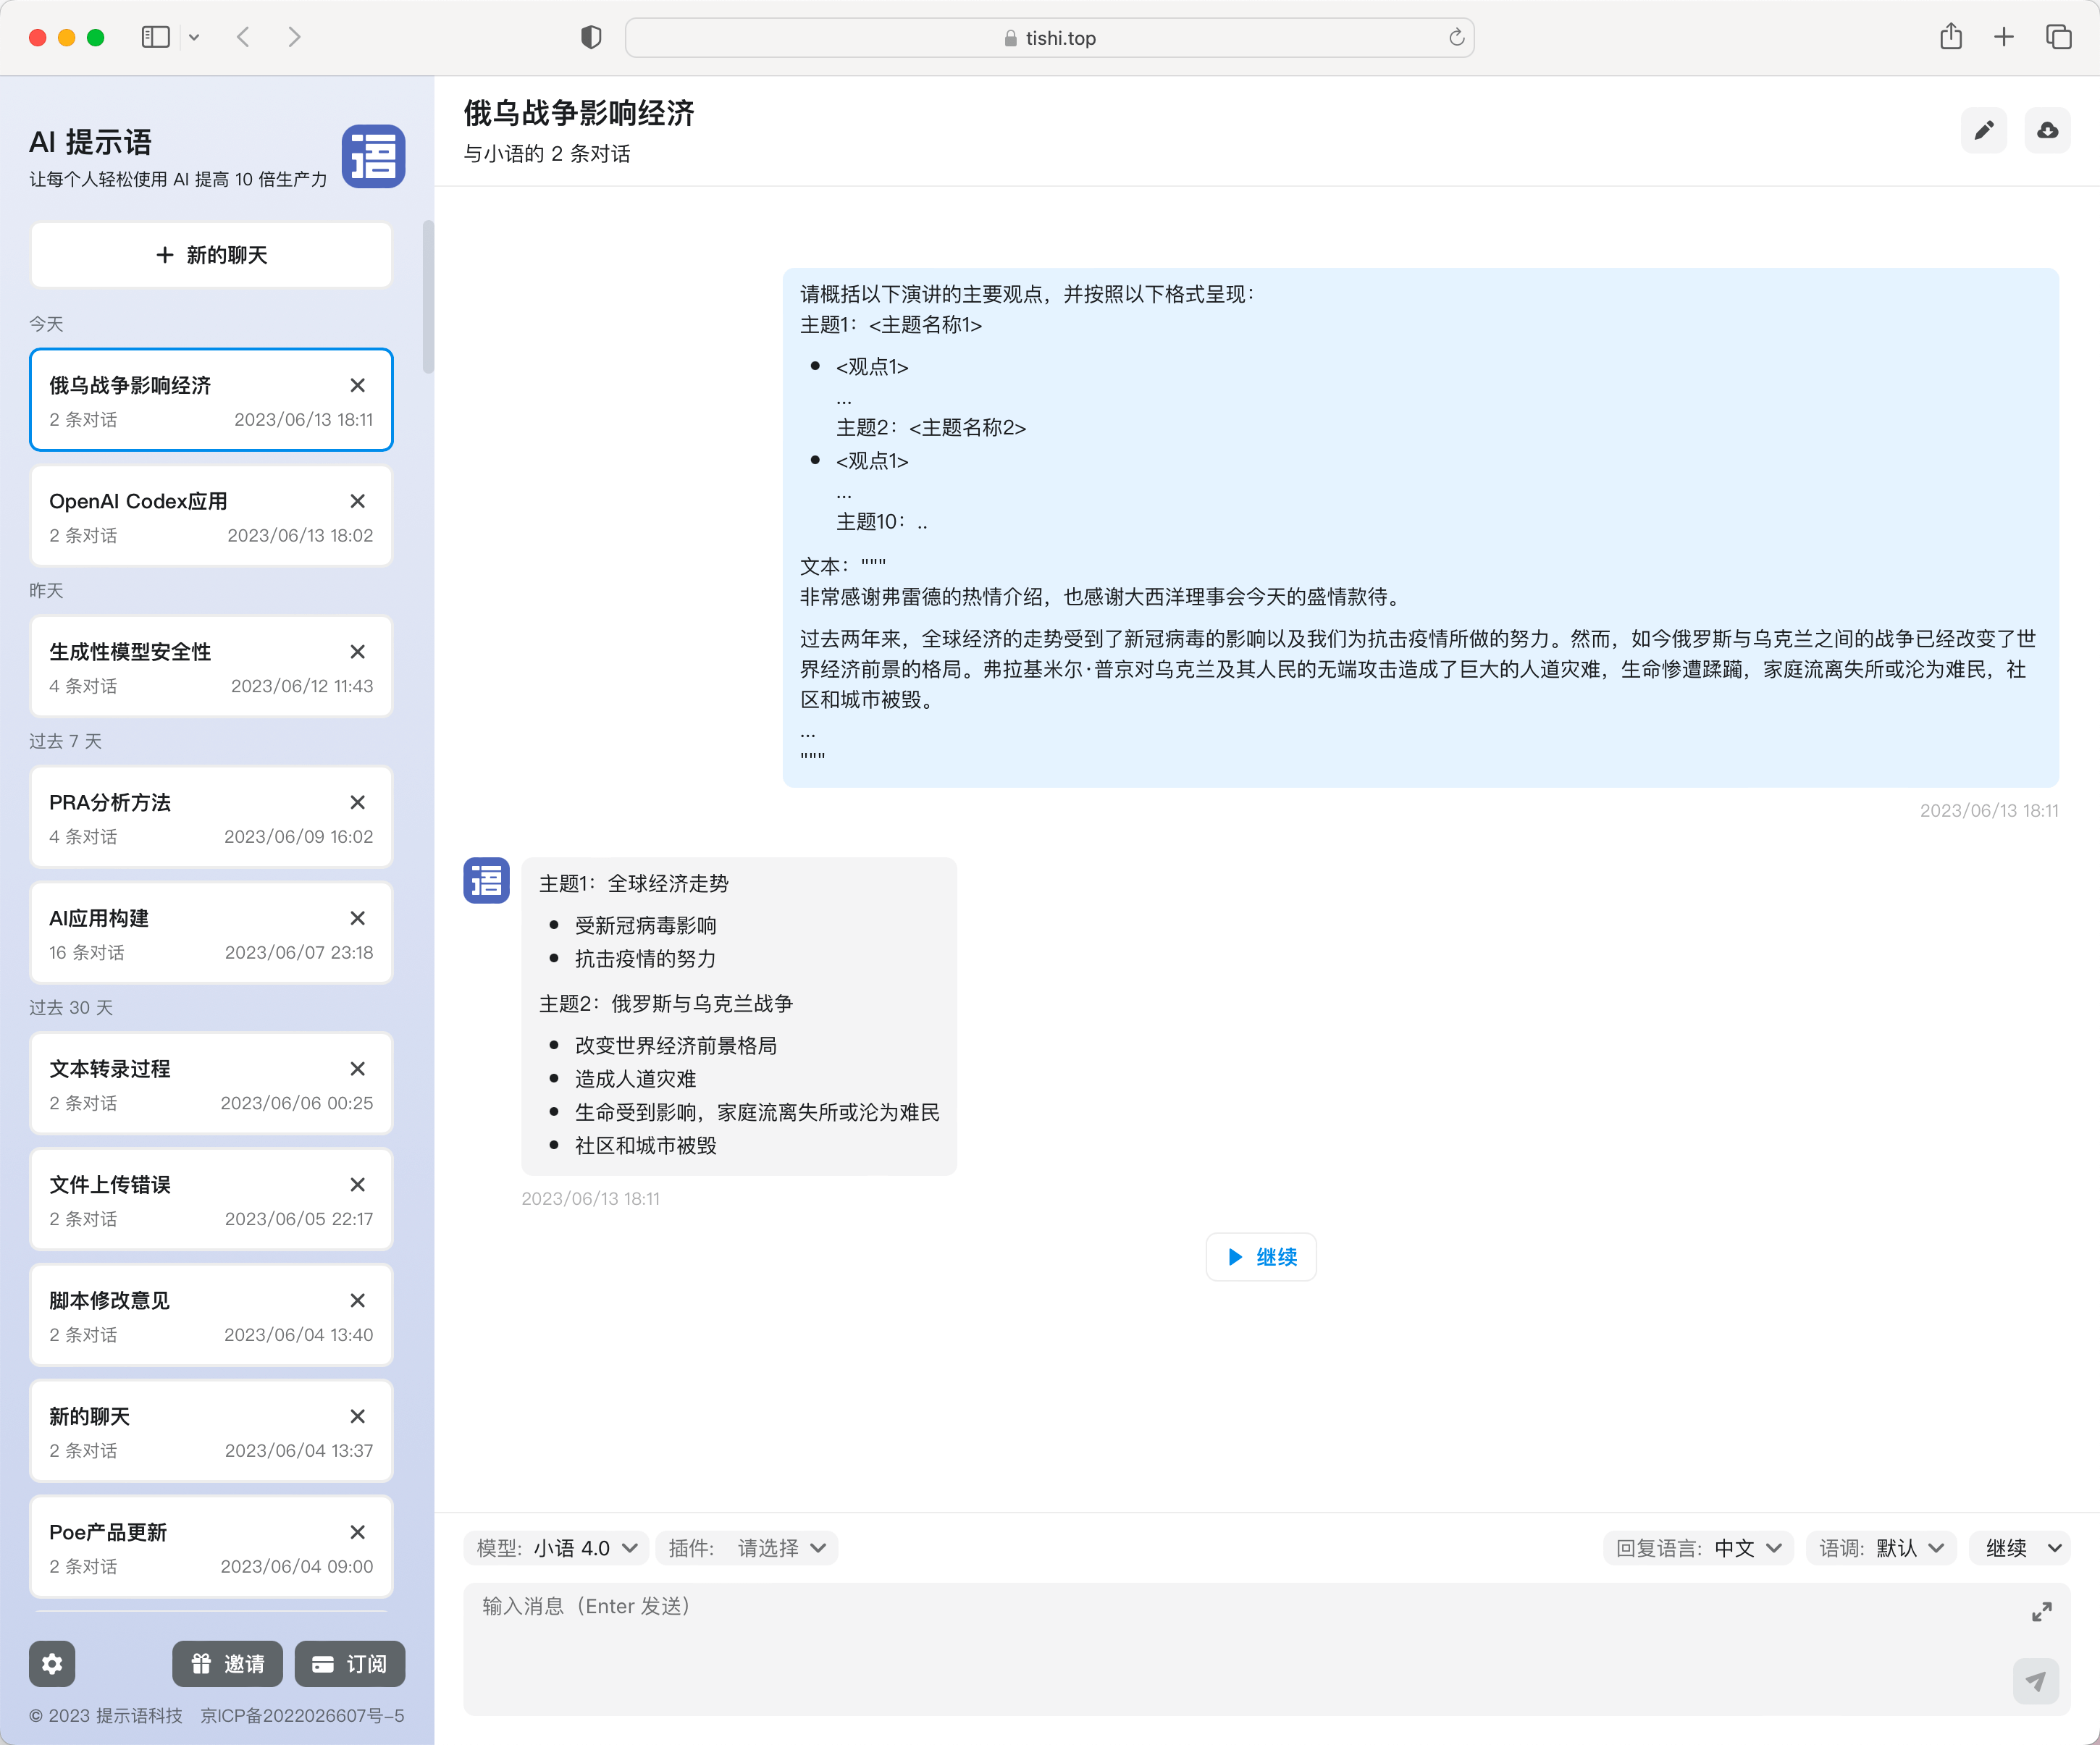 tishi.top
AI 提示语
让每个人轻松使用 AI 提高 10 倍生产力
语
新的聊天
今天
俄乌战争影响经济
2 条对话 2023/06/13 18:11
OpenAI Codex应用
2 条对话 2023/06/13 18:02
昨天
生成性模型安全性
4 条对话 2023/06/12 11:43
过去 7 天
PRA分析方法
4 条对话 2023/06/09 16:02
AI应用构建
16 条对话 2023/06/07 23:18
过去 30 天
文本转录过程
2 条对话 2023/06/06 00:25
文件上传错误
2 条对话 2023/06/05 22:17
脚本修改意见
2 条对话 2023/06/04 13:40
新的聊天
2 条对话 2023/06/04 13:37
Poe产品更新
2 条对话 2023/06/04 09:00
邀请 订阅
© 2023 提示语科技 京ICP备2022026607号-5
俄乌战争影响经济
与小语的 2 条对话
请概括以下演讲的主要观点，并按照以下格式呈现：
主题1：<主题名称1>
• <观点1>
...
主题2：<主题名称2>
• <观点1>
...
主题10：..
文本："""
非常感谢弗雷德的热情介绍，也感谢大西洋理事会今天的盛情款待。
过去两年来，全球经济的走势受到了新冠病毒的影响以及我们为抗击疫情所做的努力。然而，如今俄罗斯与乌克兰之间的战争已经改变了世
界经济前景的格局。弗拉基米尔·普京对乌克兰及其人民的无端攻击造成了巨大的人道灾难，生命惨遭蹂躏，家庭流离失所或沦为难民，社
区和城市被毁。
...
"""
2023/06/13 18:11
语
主题1：全球经济走势
• 受新冠病毒影响
• 抗击疫情的努力
主题2：俄罗斯与乌克兰战争
• 改变世界经济前景格局
• 造成人道灾难
• 生命受到影响，家庭流离失所或沦为难民
• 社区和城市被毁
2023/06/13 18:11
继续
模型: 小语 4.0 插件: 请选择 回复语言: 中文 语调: 默认 继续
输入消息（Enter 发送）